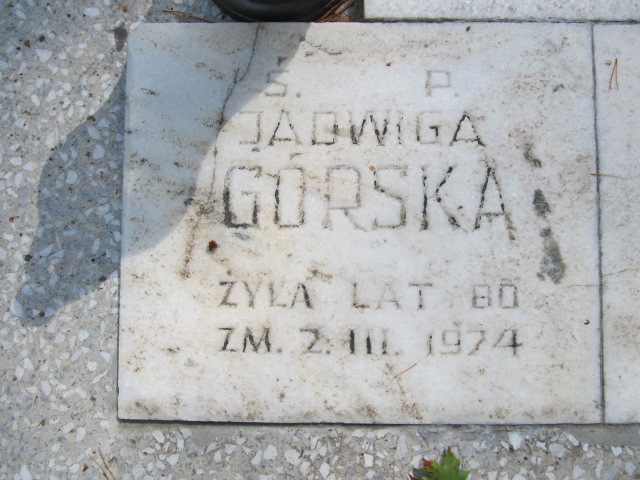 Ś. P.
JADWIGA
GÓRSKA
ŻYŁA LAT 80
ZM. 2. III. 1974